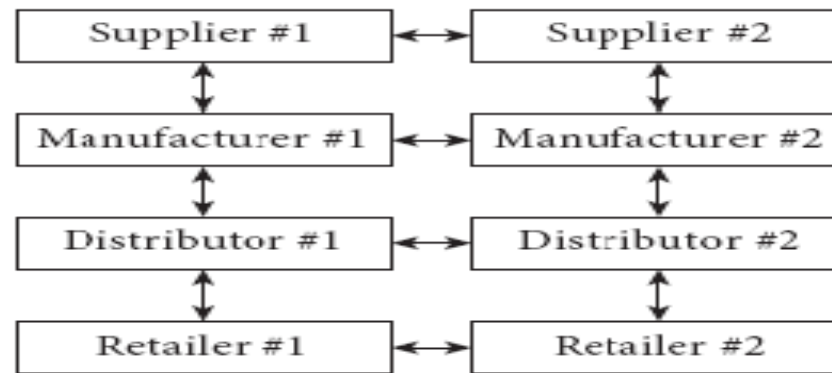 Supplier #1
Supplier #2
Manufacturer #1
Manufacturer #2
Distributor #1
Distributor #2
Retailer #1
Retailer #2